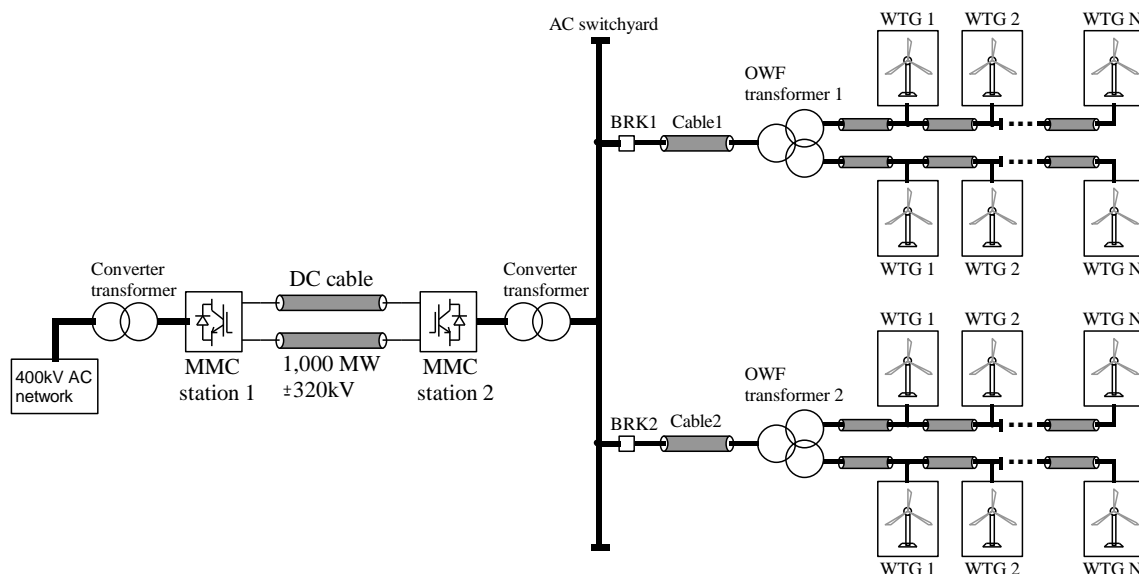 AC switchyard
WTG 1
WTG 2
WTG N
OWF
transformer 1
BRK1
Cable1
WTG 1
WTG 2
WTG N
Converter
transformer
DC cable
Converter
transformer
MMC
station 1
1,000 MW
±320kV
MMC
station 2
400kV AC
network
WTG 1
WTG 2
WTG N
OWF
transformer 2
BRK2
Cable2
WTG 1
WTG 2
WTG N